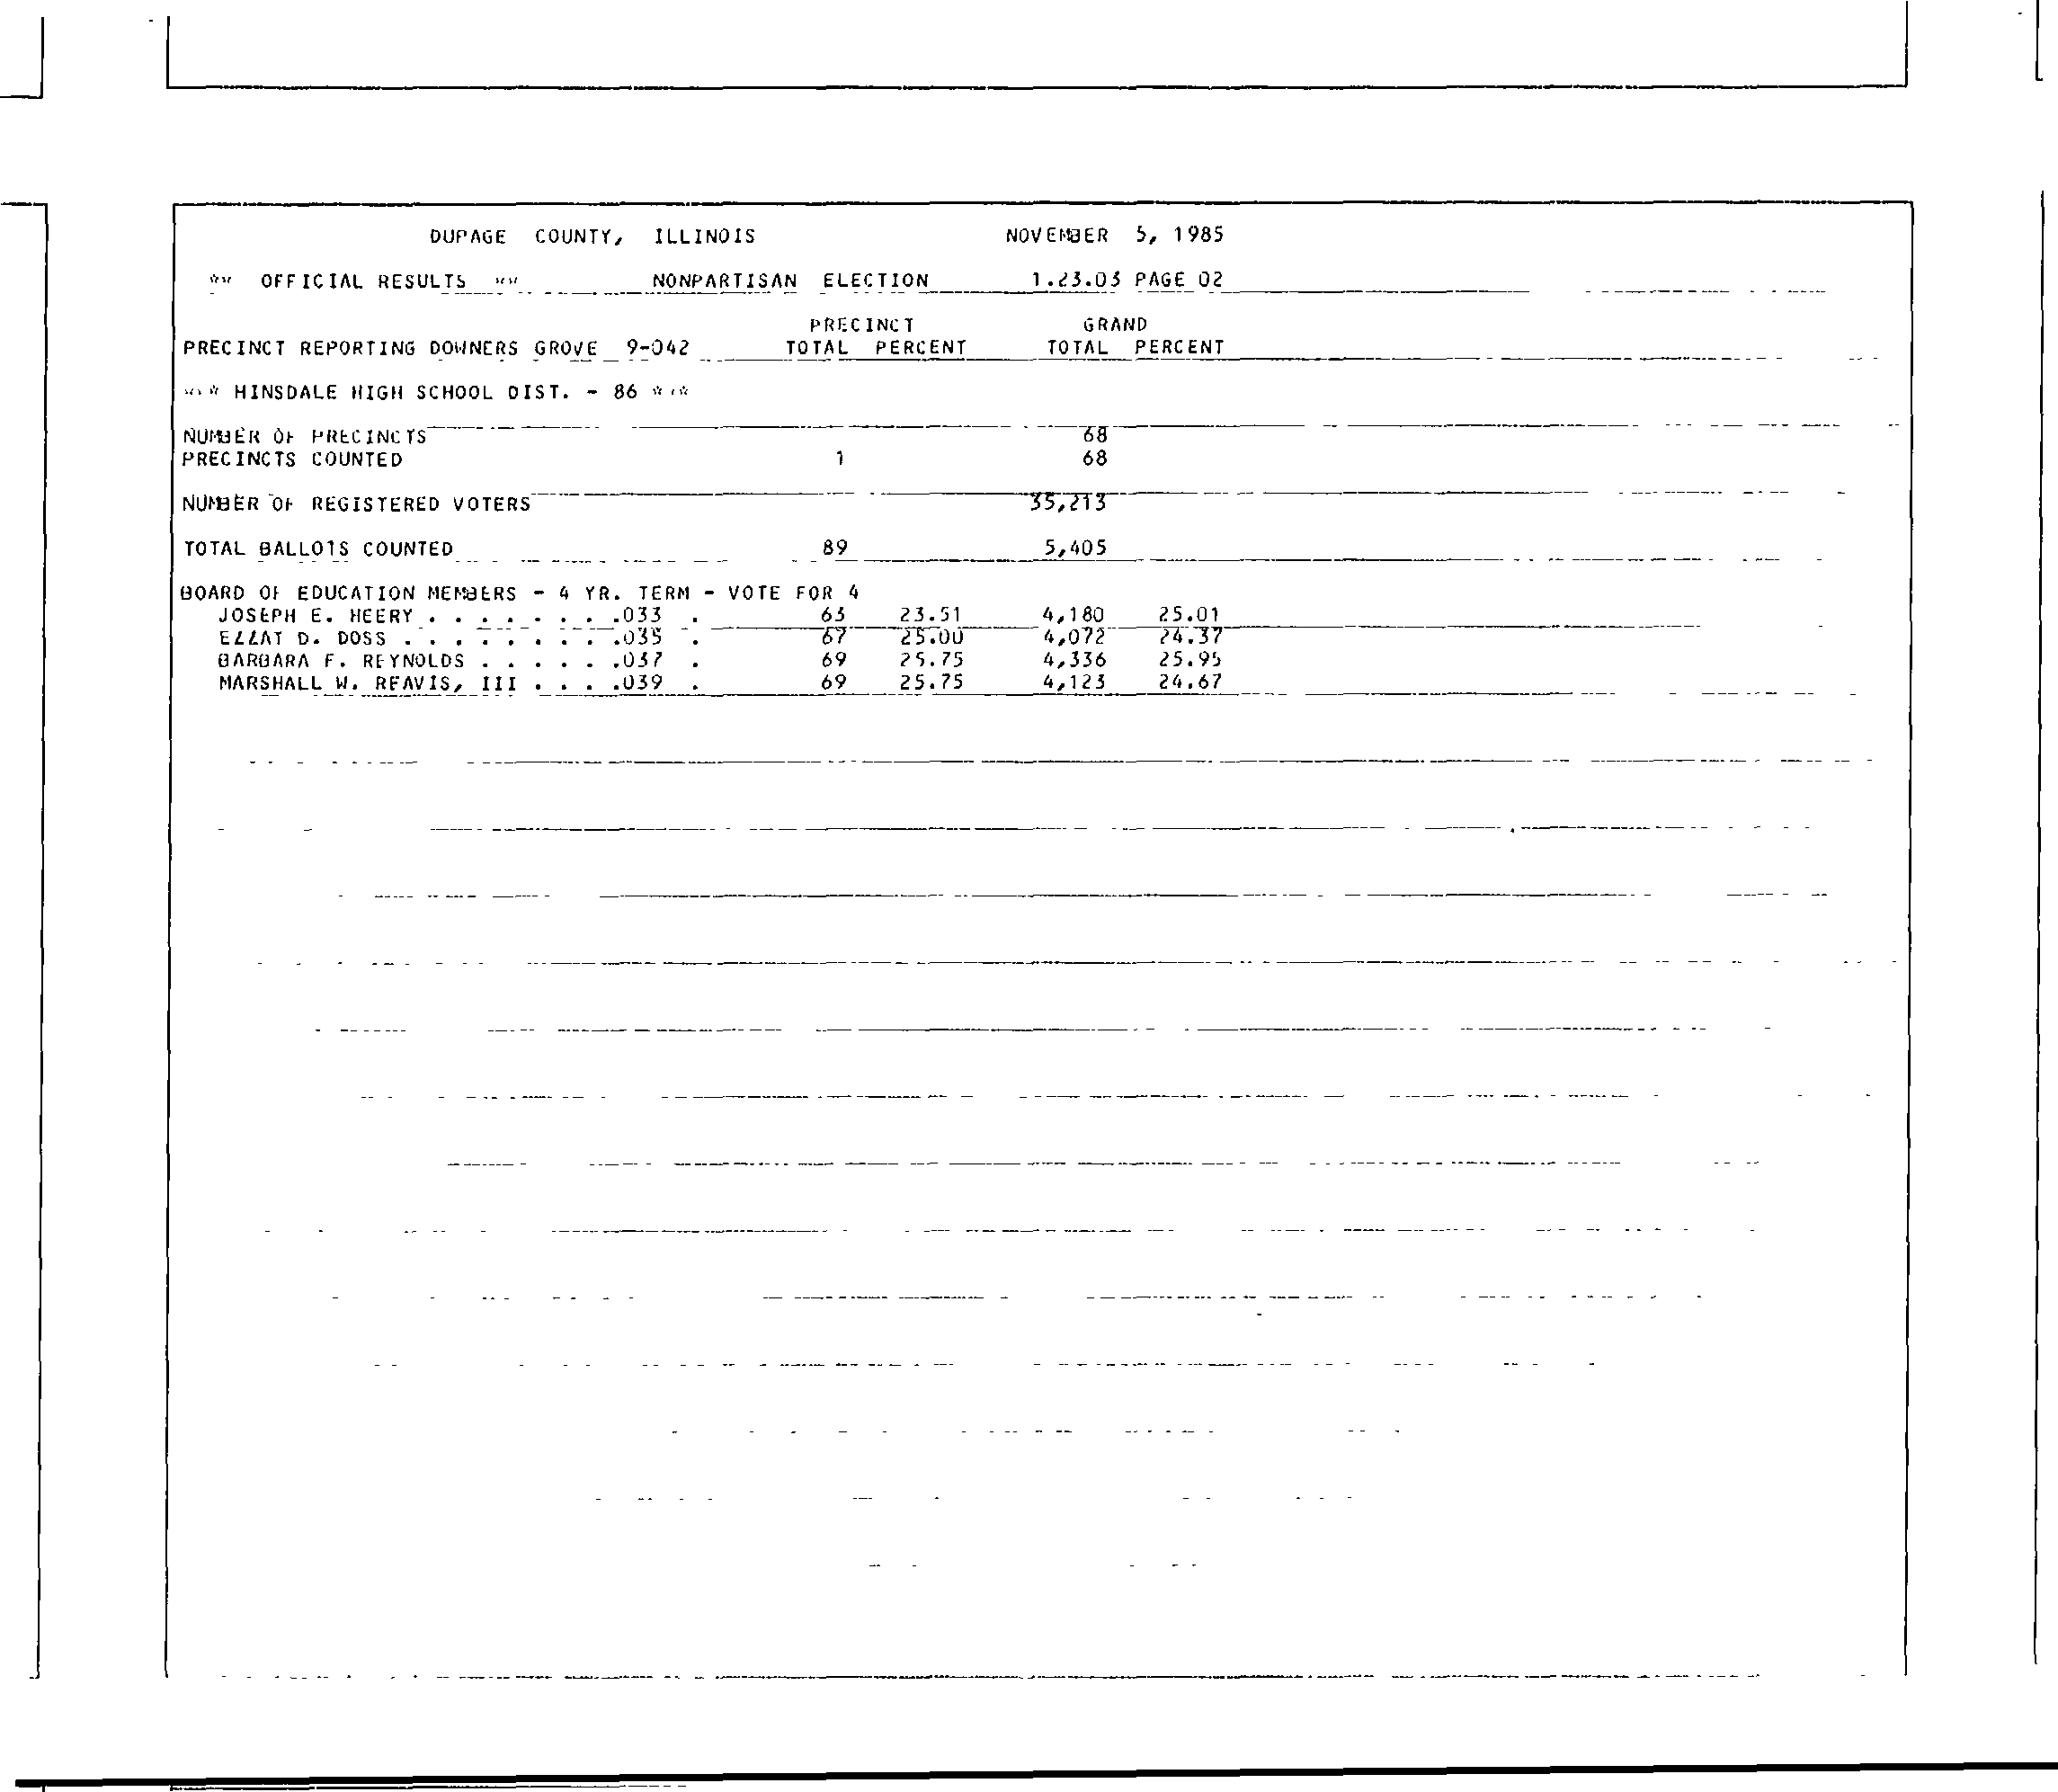 DUPAGE COUNTY, ILLINOIS NOVEMBER 5, 1985
** OFFICIAL RESULTS ** NONPARTISAN ELECTION 1.23.03 PAGE 02
PRECINCT GRAND
PRECINCT REPORTING DOWNERS GROVE 9-042 TOTAL PERCENT TOTAL PERCENT
*** HINSDALE HIGH SCHOOL DIST. - 86 ***
NUMBER OF PRECINCTS 68
PRECINCTS COUNTED 1 68
NUMBER OF REGISTERED VOTERS 35,213
TOTAL BALLOTS COUNTED 89 5,405
BOARD OF EDUCATION MEMBERS - 4 YR. TERM - VOTE FOR 4
JOSEPH E. HEERY . . . . . . . .033 . 63 23.51 4,180 25.01
EZZAT D. DOSS . . . . . . . . .035 . 67 25.00 4,072 24.37
BARBARA F. REYNOLDS . . . . . .037 . 69 25.75 4,336 25.95
MARSHALL W. REAVIS, III . . . .039 . 69 25.75 4,123 24.67